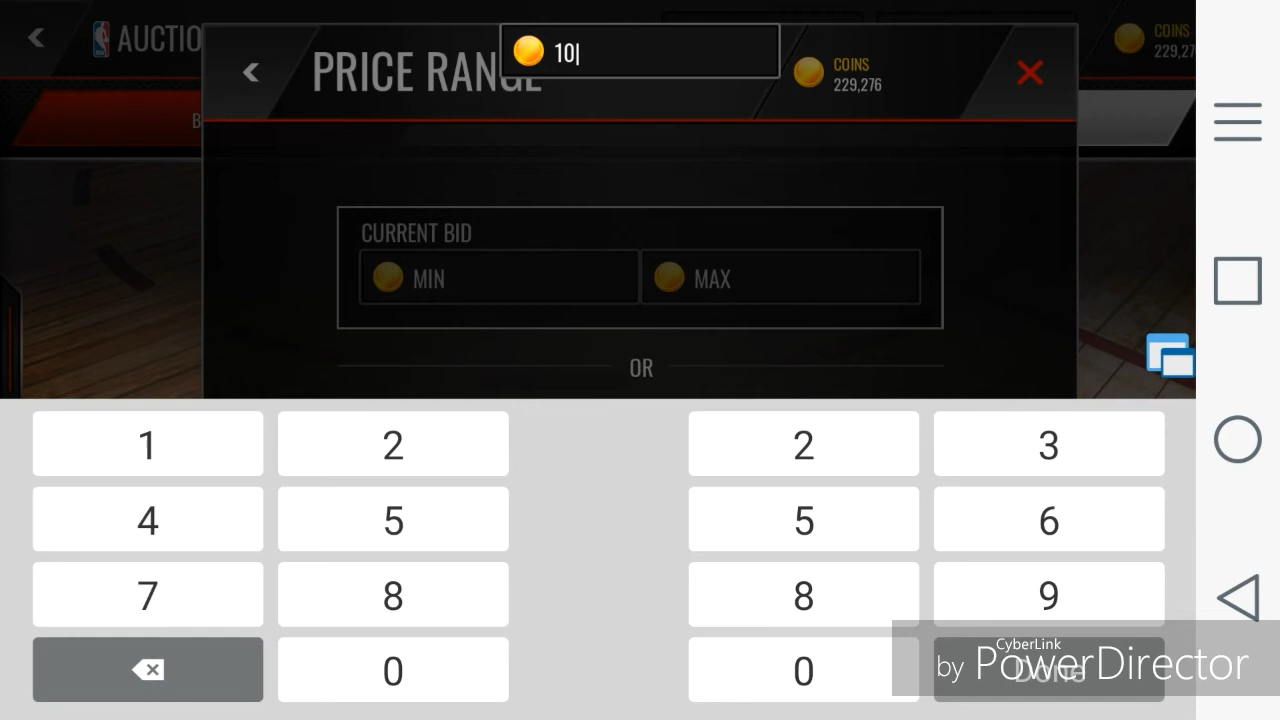 AUCTIO
PRICE RANGE
10
COINS
229,276
COINS
229,27
B
CURRENT BID
MIN
MAX
OR
1 2 2 3
4 5 5 6
7 8 8 9
0 0 Done
CyberLink
by PowerDirector